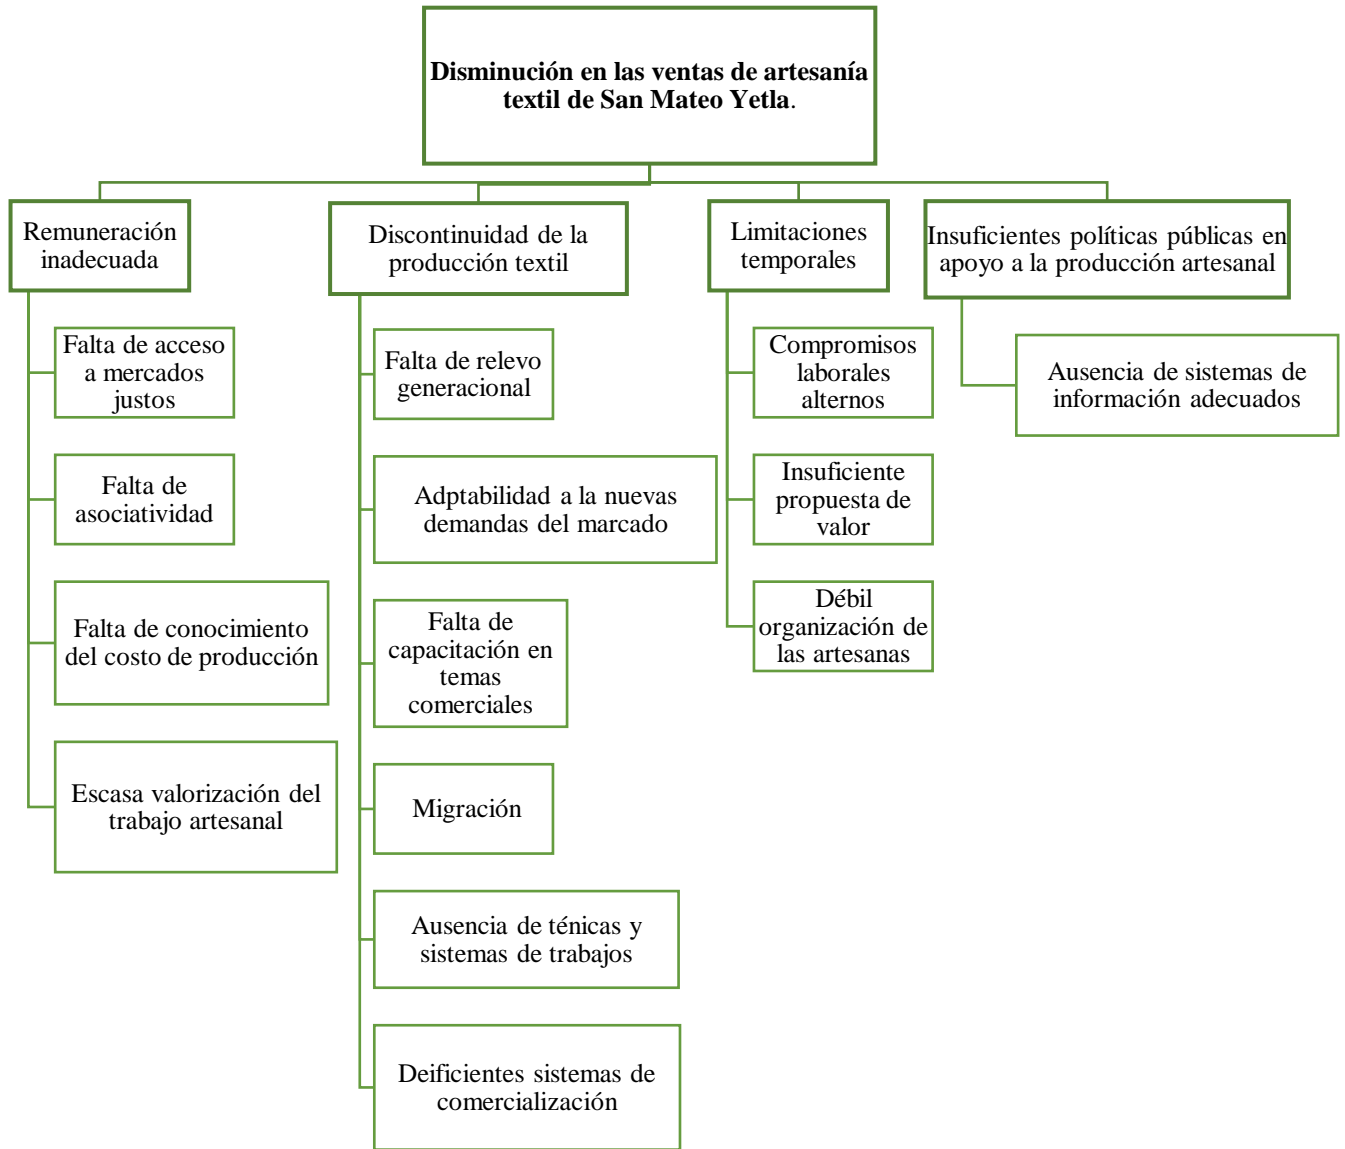 Disminución en las ventas de artesanía
textil de San Mateo Yetla.
Remuneración
inadecuada
Falta de acceso
a mercados
justos
Falta de
asociatividad
Falta de conocimiento
del costo de producción
Escasa valorización del
trabajo artesanal
Discontinuidad de la
producción textil
Falta de relevo
generacional
Adptabilidad a la nuevas
demandas del marcado
Falta de
capacitación en
temas
comerciales
Migración
Ausencia de ténicas y
sistemas de trabajos
Deificientes sistemas de
comercialización
Limitaciones
temporales
Compromisos
laborales
alternos
Insuficiente
propuesta de
valor
Débil
organización de
las artesanas
Insuficientes políticas públicas en
apoyo a la producción artesanal
Ausencia de sistemas de
información adecuados